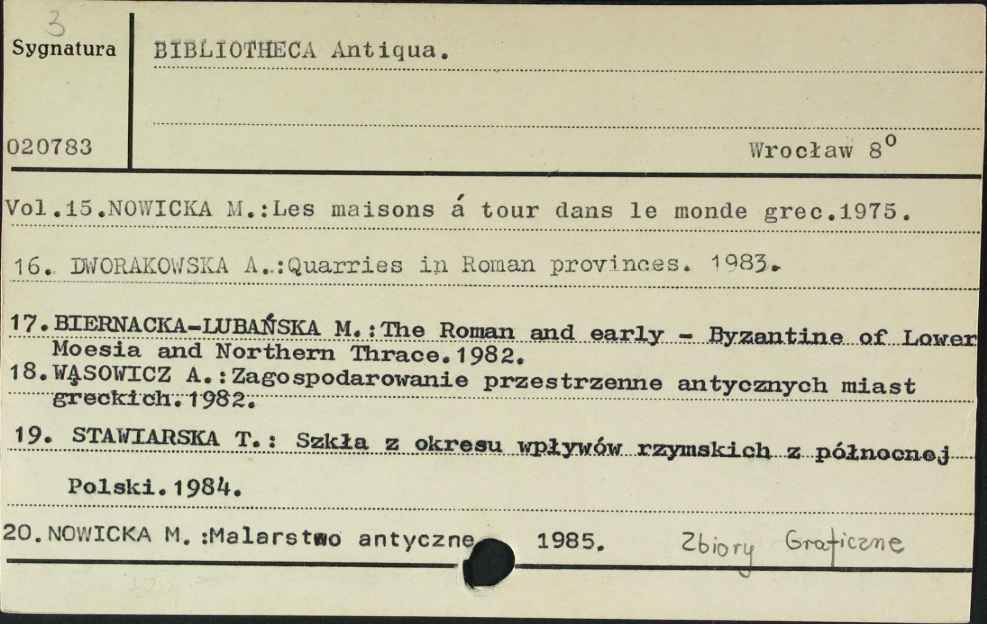 3
Sygnatura
BIBLIOTHECA Antiqua.
020783
Wrocław 8o
Vol.15.NOWICKA M.:Les maisons á tour dans le monde grec.1975.
16. DWORAKOWSKA A.:Quarries in Roman provinces. 1983.
17.BIERNACKA-LUBAŃSKA M.:The Roman and early - Byzantine of Lower
Moesia and Northern Thrace.1982.
18.WĄSOWICZ A.:Zagospodarowanie przestrzenne antycznych miast
greckich.1982.
19. STAWIARSKA T.: Szkła z okresu wpływów rzymskich z północnej
Polski.1984.
20.NOWICKA M.:Malarstwo antyczne 1985. Zbiory Graficzne